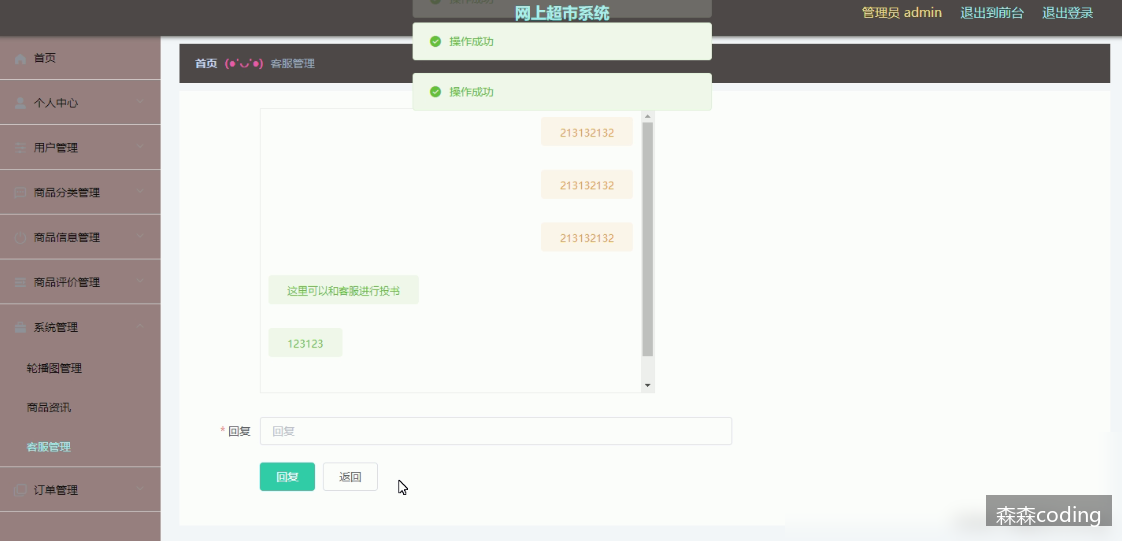 操作成功
网上超市系统
管理员 admin 退出到前台 退出登录
操作成功
首页 (●'◡'●) 客服管理
操作成功
首页
个人中心
用户管理
商品分类管理
商品信息管理
商品评价管理
系统管理
轮播图管理
商品资讯
客服管理
订单管理
213132132
213132132
213132132
这里可以和客服进行投书
123123
* 回复 回复
回复 返回
森森coding